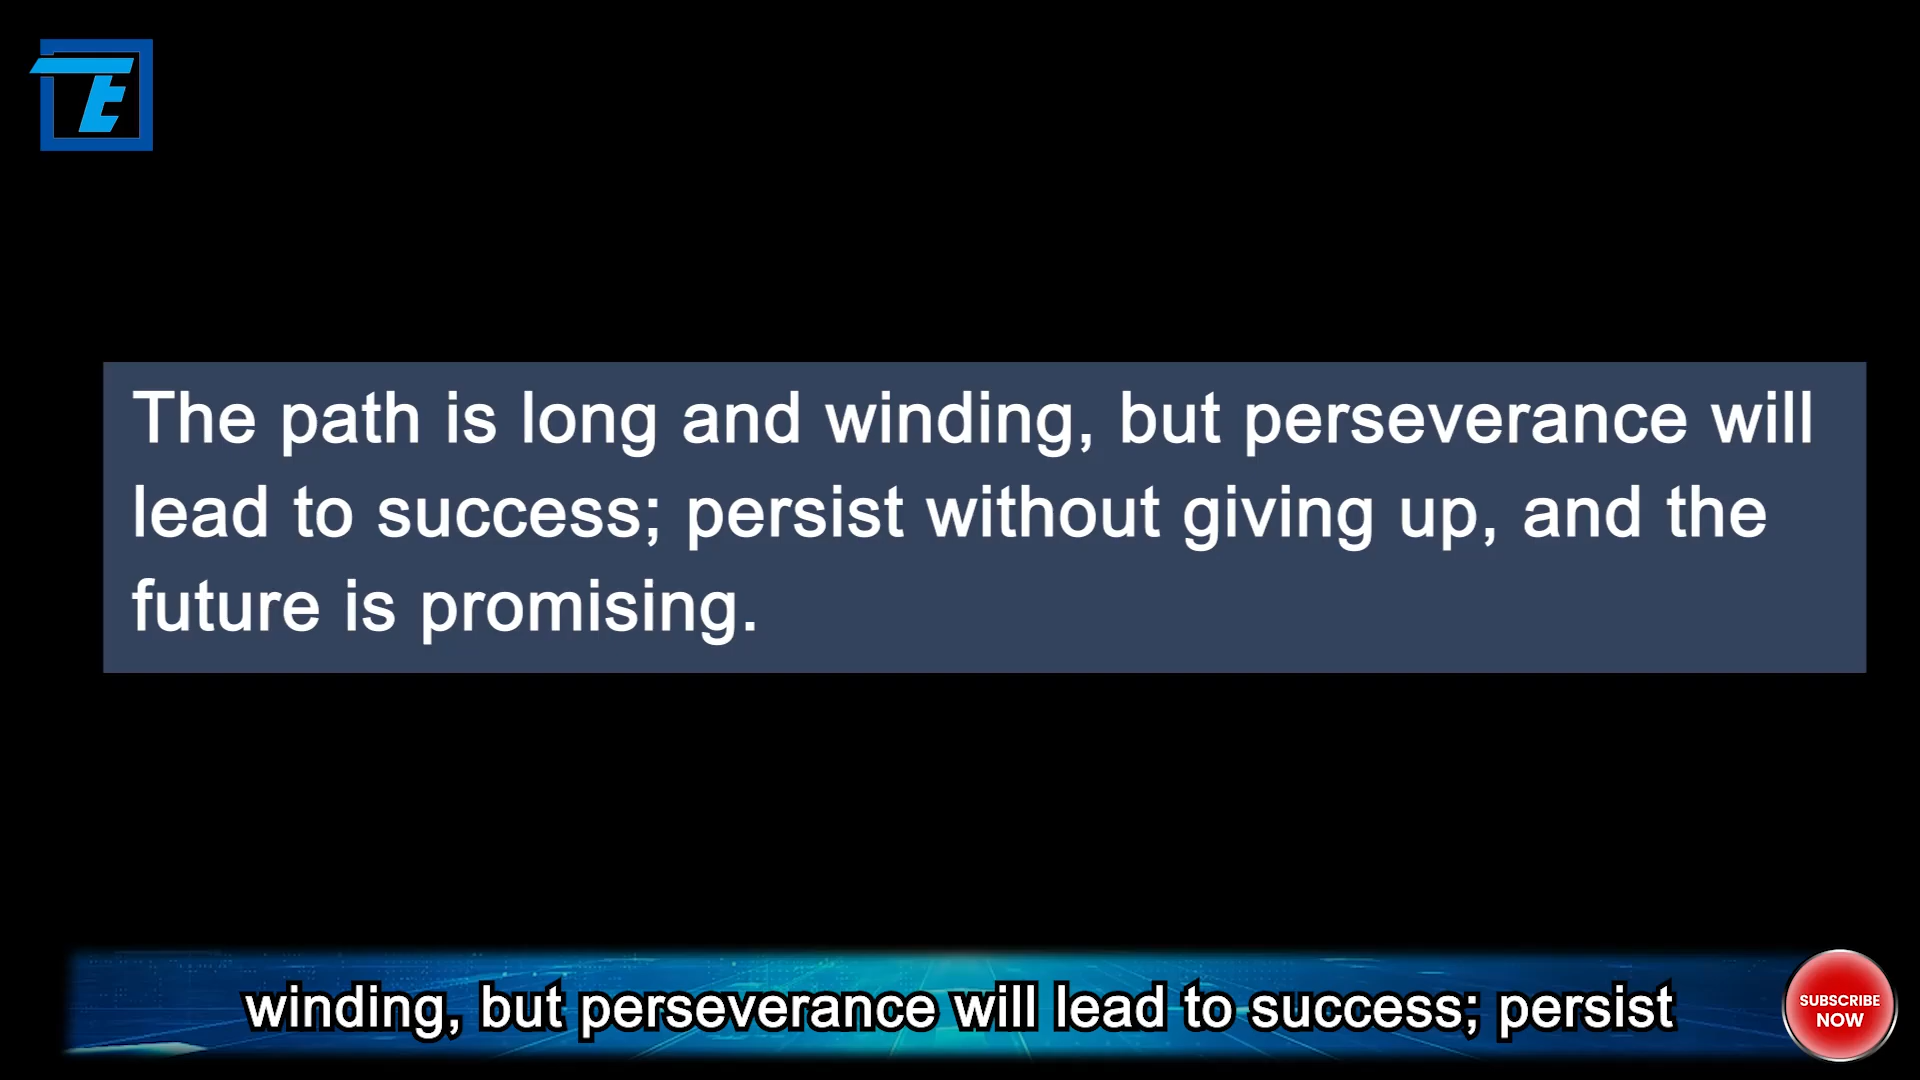 TE
The path is long and winding, but perseverance will
lead to success; persist without giving up, and the
future is promising.
winding, but perseverance will lead to success; persist
SUBSCRIBE
NOW